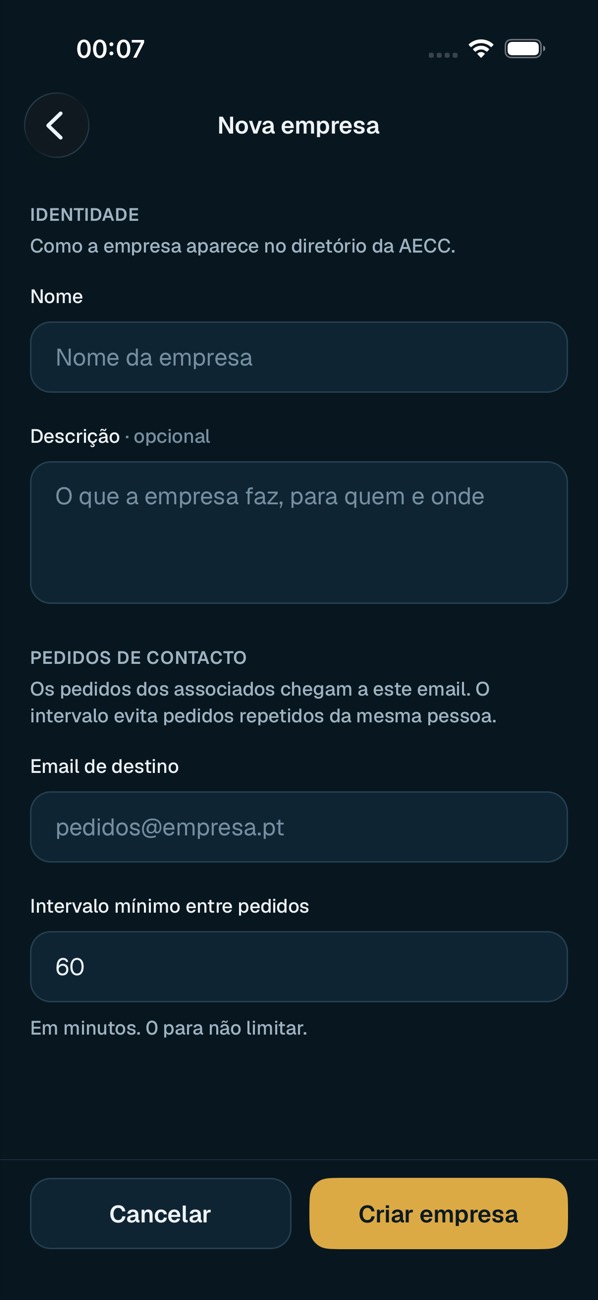 00:07
Nova empresa
IDENTIDADE
Como a empresa aparece no diretório da AECC.
Nome
Nome da empresa
Descrição · opcional
O que a empresa faz, para quem e onde
PEDIDOS DE CONTACTO
Os pedidos dos associados chegam a este email. O
intervalo evita pedidos repetidos da mesma pessoa.
Email de destino
pedidos@empresa.pt
Intervalo mínimo entre pedidos
60
Em minutos. 0 para não limitar.
Cancelar
Criar empresa